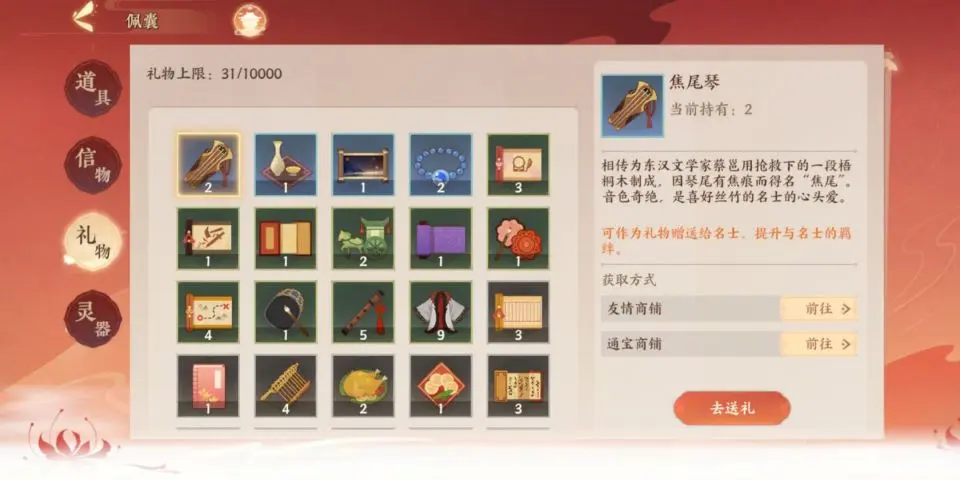 佩囊
道具
信物
礼物
灵器
礼物上限：31/10000
2
1
1
2
3
1
1
2
1
1
4
1
5
9
3
1
4
2
1
3
焦尾琴
当前持有：2
相传为东汉文学家蔡邕用抢救下的一段梧
桐木制成，因琴尾有焦痕而得名“焦尾”。
音色奇绝，是喜好丝竹的名士的心头爱。
可作为礼物赠送给名士，提升与名士的羁
绊。
获取方式
友情商铺
前往
通宝商铺
前往
去送礼